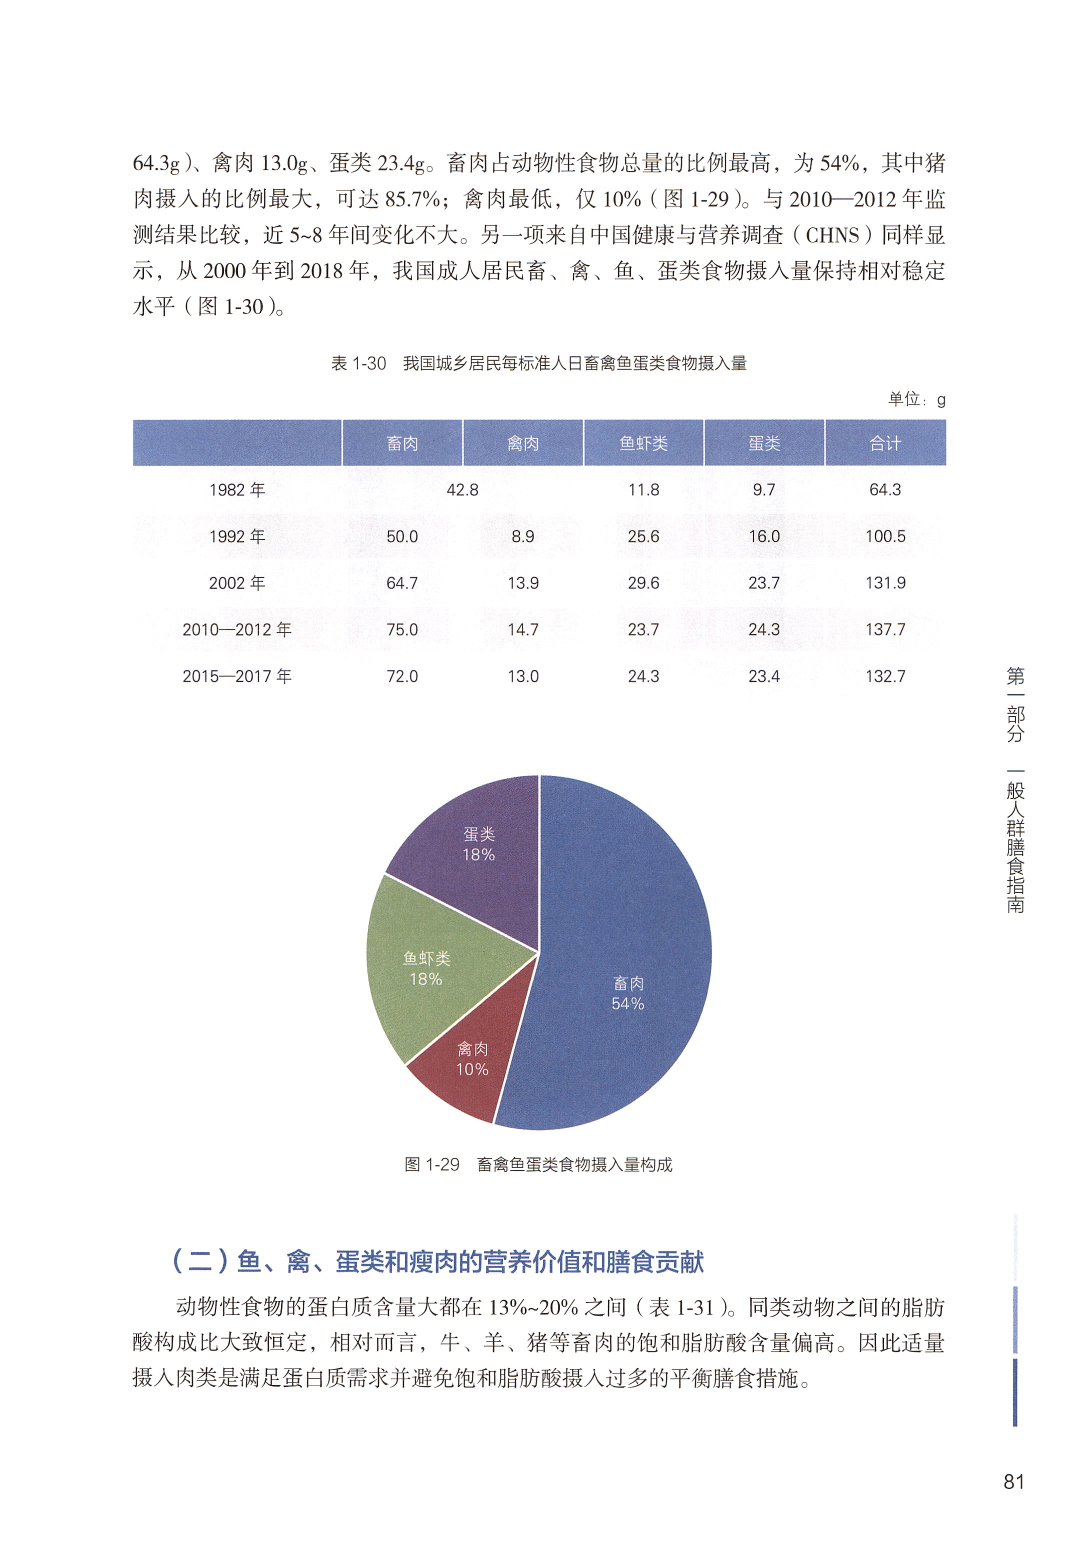 64.3g）、禽肉 13.0g、蛋类 23.4g。畜肉占动物性食物总量的比例最高，为 54%，其中猪
肉摄入的比例最大，可达 85.7%；禽肉最低，仅 10%（图 1-29）。与 2010—2012 年监
测结果比较，近 5~8 年间变化不大。另一项来自中国健康与营养调查（CHNS）同样显
示，从 2000 年到 2018 年，我国成人居民畜、禽、鱼、蛋类食物摄入量保持相对稳定
水平（图 1-30）。
表 1-30 我国城乡居民每标准人日畜禽鱼蛋类食物摄入量
单位：g
畜肉 禽肉 鱼虾类 蛋类 合计
1982 年 42.8 11.8 9.7 64.3
1992 年 50.0 8.9 25.6 16.0 100.5
2002 年 64.7 13.9 29.6 23.7 131.9
2010—2012 年 75.0 14.7 23.7 24.3 137.7
2015—2017 年 72.0 13.0 24.3 23.4 132.7
蛋类
18%
鱼虾类
18%
畜肉
54%
禽肉
10%
图 1-29 畜禽鱼蛋类食物摄入量构成
（二）鱼、禽、蛋类和瘦肉的营养价值和膳食贡献
动物性食物的蛋白质含量大都在 13%~20% 之间（表 1-31）。同类动物之间的脂肪
酸构成比大致恒定，相对而言，牛、羊、猪等畜肉的饱和脂肪酸含量偏高。因此适量
摄入肉类是满足蛋白质需求并避免饱和脂肪酸摄入过多的平衡膳食措施。
第一部分 一般人群膳食指南
81